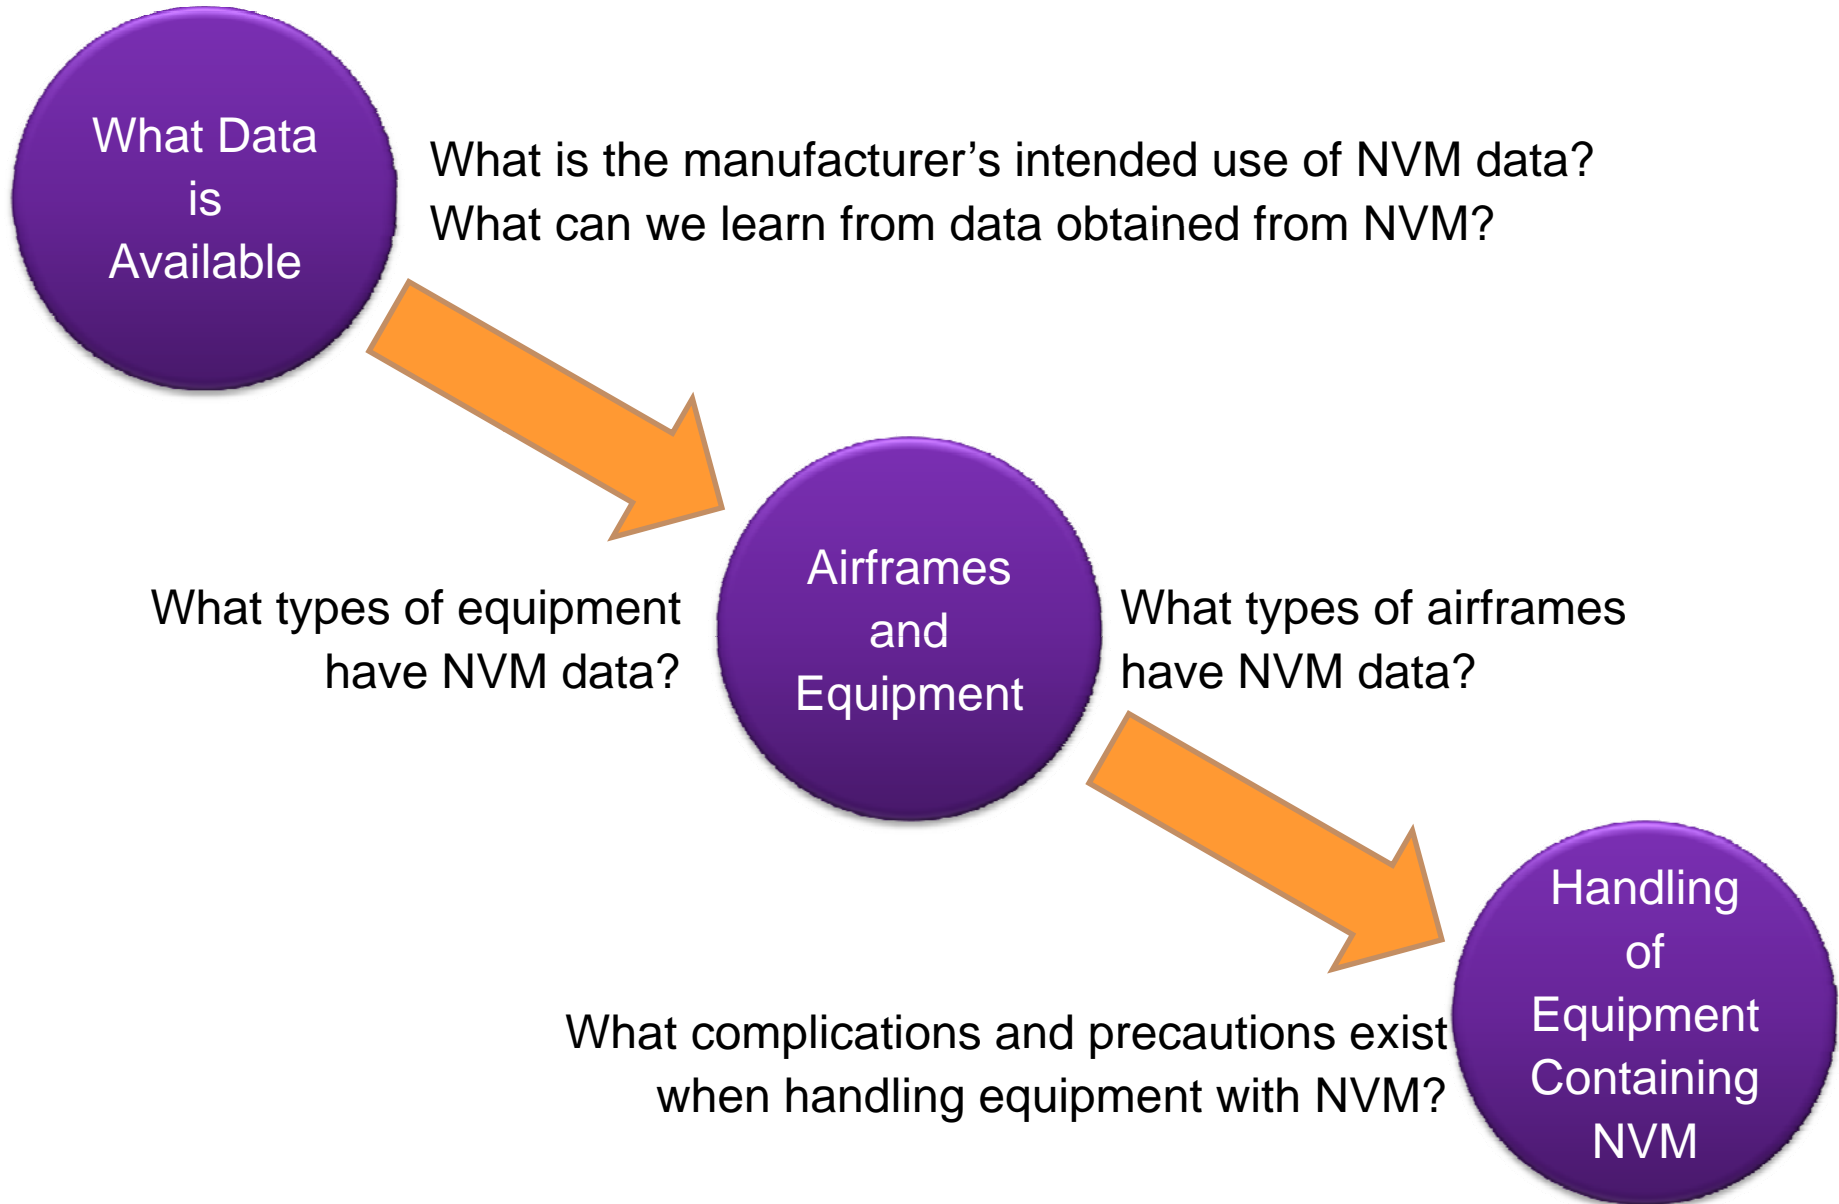 What Data
is
Available
What is the manufacturer’s intended use of NVM data?
What can we learn from data obtained from NVM?
What types of equipment
have NVM data?
Airframes
and
Equipment
What types of airframes
have NVM data?
What complications and precautions exist
when handling equipment with NVM?
Handling
of
Equipment
Containing
NVM